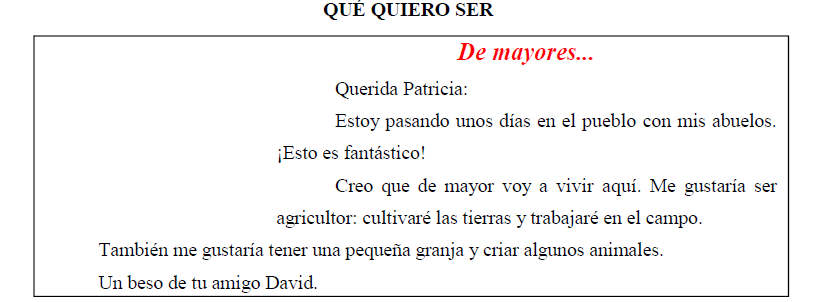 QUÉ QUIERO SER
De mayores...
Querida Patricia:
Estoy pasando unos días en el pueblo con mis abuelos.
¡Esto es fantástico!
Creo que de mayor voy a vivir aquí. Me gustaría ser
agricultor: cultivaré las tierras y trabajaré en el campo.
También me gustaría tener una pequeña granja y criar algunos animales.
Un beso de tu amigo David.